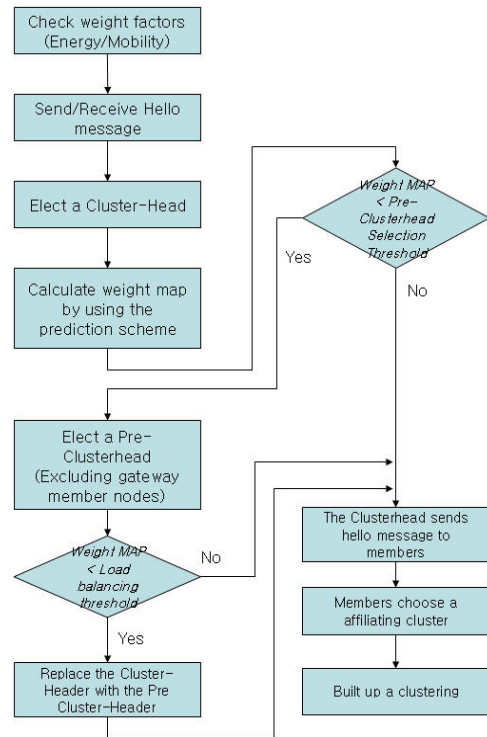 Check weight factors
(Energy/Mobility)
Send/Receive Hello
message
Elect a Cluster-Head
Calculate weight map
by using the
prediction scheme
Weight MAP
< Pre-
Clusterhead
Selection
Threshold
Yes
No
Elect a Pre-
Clusterhead
(Excluding gateway
member nodes)
Weight MAP
< Load
balancing
threshold
No
Yes
Replace the Cluster-
Header with the Pre
Cluster-Header
The Clusterhead sends
hello message to
members
Members choose a
affiliating cluster
Built up a clustering